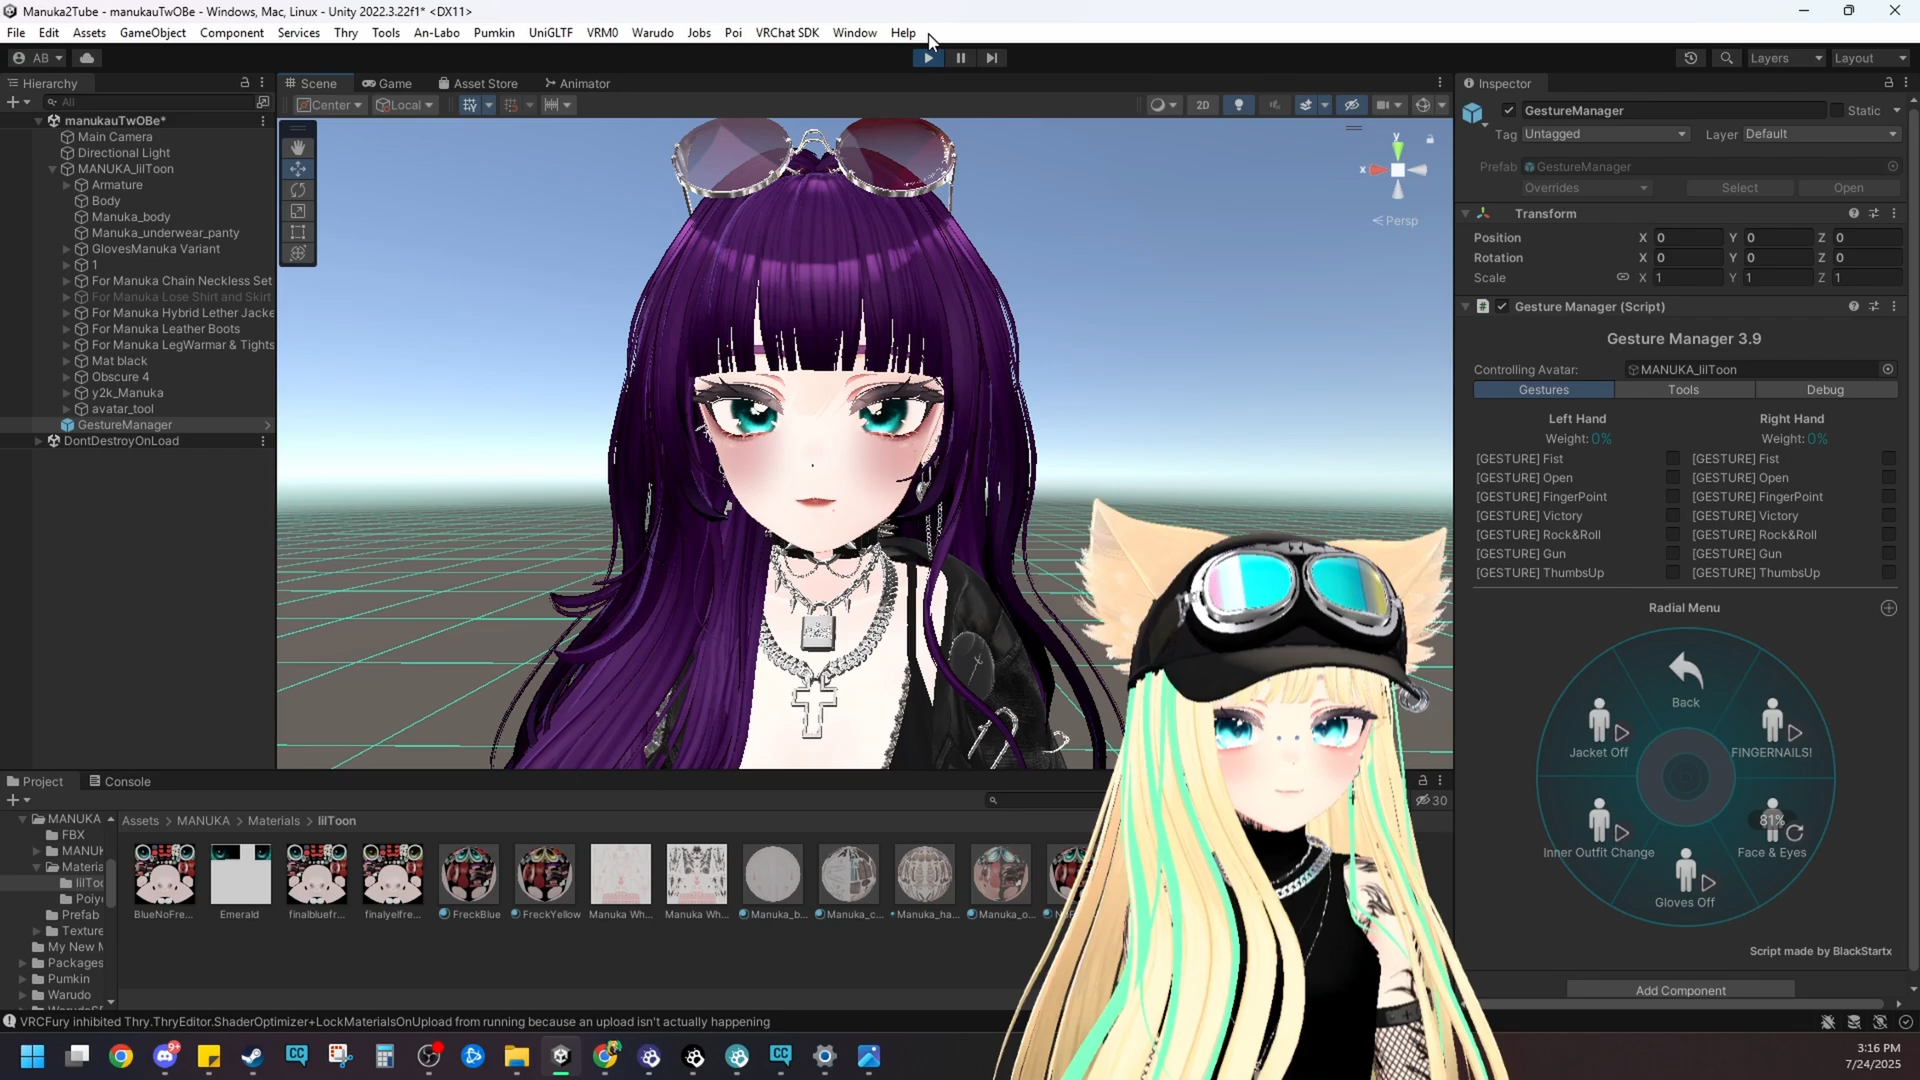 Manuka2Tube - manukauTwOBe - Windows, Mac, Linux - Unity 2022.3.22f1* <DX11>
File Edit Assets GameObject Component Services Thry Tools An-Labo Pumkin UniGLTF VRM0 Warudo Jobs Poi VRChat SDK Window Help
AB Layers Layout
Hierarchy
All
Scene Game Asset Store Animator
Center Local 2D
manukauTwOBe*
Main Camera
Directional Light
MANUKA_lilToon
Armature
Body
Manuka_body
Manuka_underwear_panty
GlovesManuka Variant
1
For Manuka Chain Neckless Set
For Manuka Lose Shirt and Skirt
For Manuka Hybrid Lether Jacke
For Manuka Leather Boots
For Manuka LegWarmar & Tights
Mat black
Obscure 4
y2k_Manuka
avatar_tool
GestureManager
DontDestroyOnLoad
y
x
Persp
Inspector
GestureManager Static
Tag Untagged Layer Default
Prefab GestureManager
Overrides Select Open
Transform
Position X 0 Y 0 Z 0
Rotation X 0 Y 0 Z 0
Scale X 1 Y 1 Z 1
Gesture Manager (Script)
Gesture Manager 3.9
Controlling Avatar: MANUKA_lilToon
Gestures Tools Debug
Left Hand Right Hand
Weight: 0% Weight: 0%
[GESTURE] Fist [GESTURE] Fist
[GESTURE] Open [GESTURE] Open
[GESTURE] FingerPoint [GESTURE] FingerPoint
[GESTURE] Victory [GESTURE] Victory
[GESTURE] Rock&Roll [GESTURE] Rock&Roll
[GESTURE] Gun [GESTURE] Gun
[GESTURE] ThumbsUp [GESTURE] ThumbsUp
Radial Menu
Back
Jacket Off FINGERNAILS!
81%
Inner Outfit Change Face & Eyes
Gloves Off
Script made by BlackStartx
Add Component
Project Console
30
MANUKA
FBX
MANUK
Materia
lilToo
Poiy
Prefab
Texture
My New M
Packages
Pumkin
Warudo
Assets > MANUKA > Materials > lilToon
BlueNoFre... Emerald finalbluefr... finalyelfre... FreckBlue FreckYellow Manuka Wh... Manuka Wh... Manuka_b... Manuka_c... Manuka_ha... Manuka_o...
VRCFury inhibited Thry.ThryEditor.ShaderOptimizer+LockMaterialsOnUpload from running because an upload isn't actually happening
9+
CC
CC
3:16 PM
7/24/2025